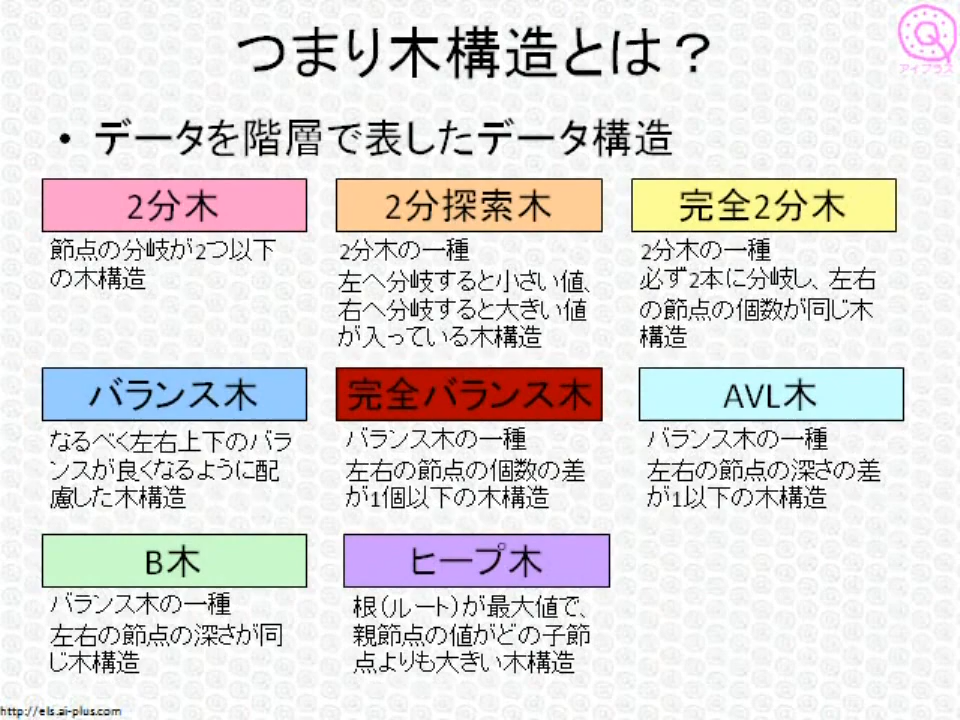 つまり木構造とは？
アイプラス
• データを階層で表したデータ構造
2分木
節点の分岐が2つ以下
の木構造
2分探索木
2分木の一種
左へ分岐すると小さい値、
右へ分岐すると大きい値
が入っている木構造
完全2分木
2分木の一種
必ず2本に分岐し、左右
の節点の個数が同じ木
構造
バランス木
なるべく左右上下のバラ
ンスが良くなるように配
慮した木構造
完全バランス木
バランス木の一種
左右の節点の個数の差
が1個以下の木構造
AVL木
バランス木の一種
左右の節点の深さの差
が1以下の木構造
B木
バランス木の一種
左右の節点の深さが同
じ木構造
ヒープ木
根（ルート）が最大値で、
親節点の値がどの子節
点よりも大きい木構造
http://els.ai-plus.com